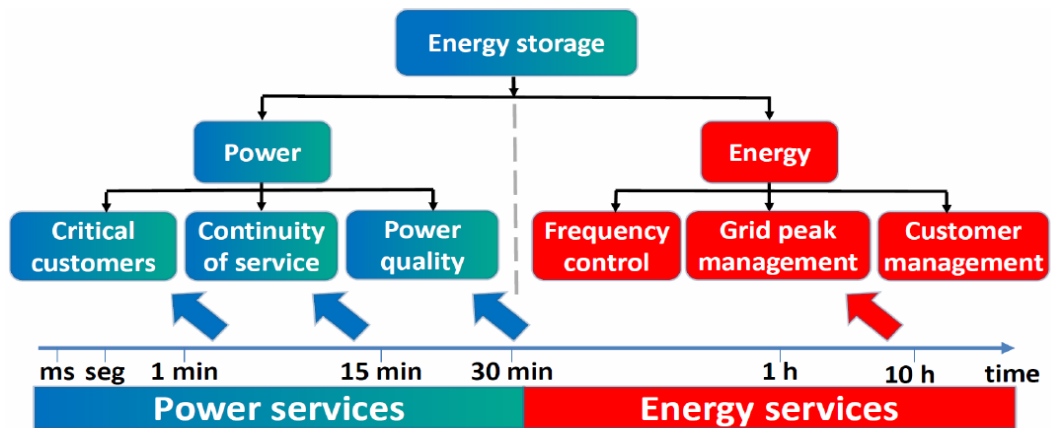 Energy storage
Power
Energy
Critical
customers
Continuity
of service
Power
quality
Frequency
control
Grid peak
management
Customer
management
ms seg 1 min 15 min 30 min 1 h 10 h time
Power services
Energy services